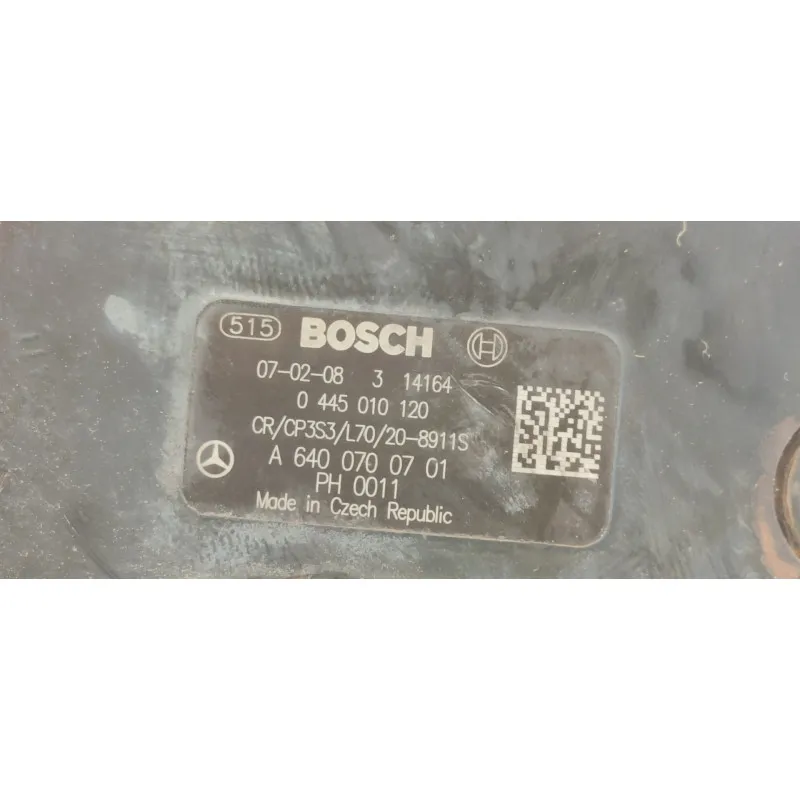 515 BOSCH
07-02-08 3 14164
0 445 010 120
CR/CP3S3/L70/20-8911S
A 640 070 07 01
PH 0011
Made in Czech Republic